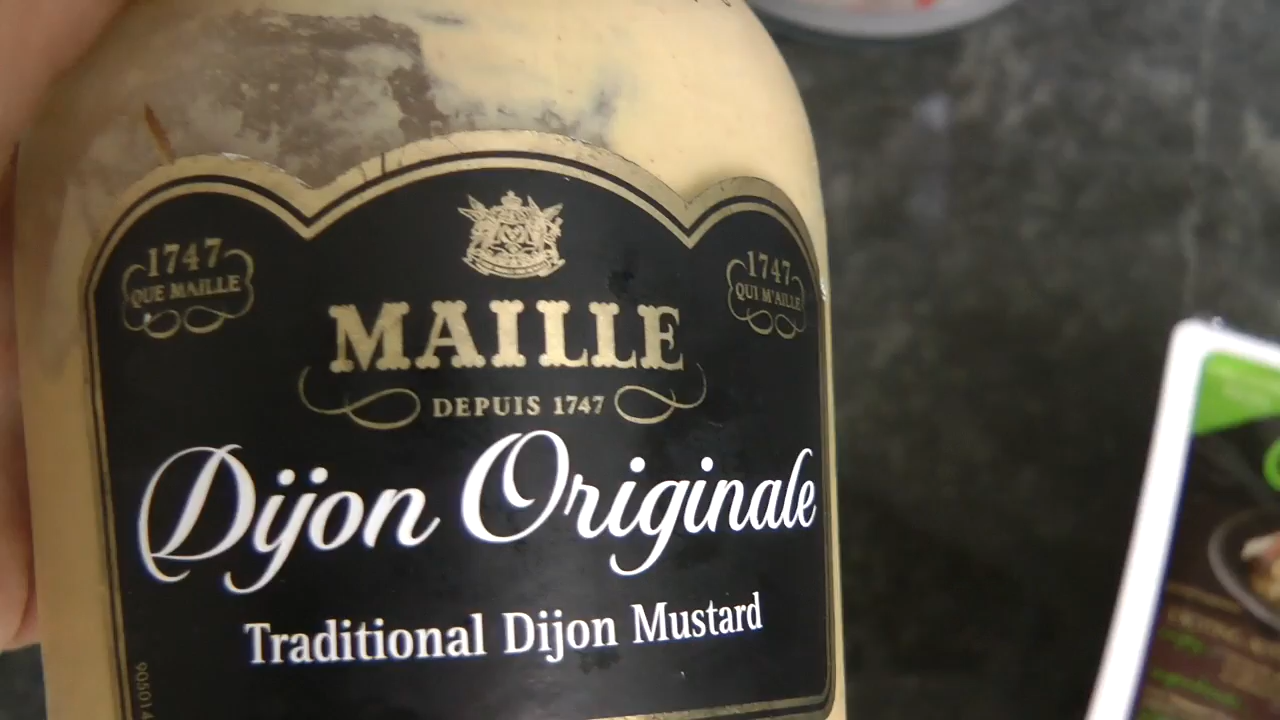 1747
QUE MAILLE
1747
QUI M'AILLE
MAILLE
DEPUIS 1747
Dijon Originale
Traditional Dijon Mustard